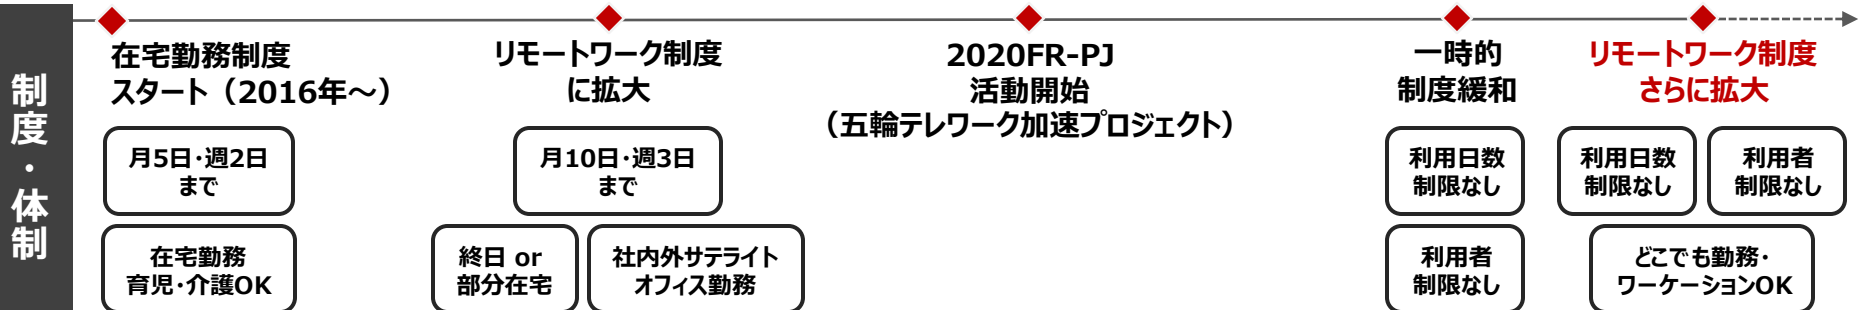 制度・体制
在宅勤務制度
スタート（2016年～）
月5日・週2日
まで
在宅勤務
育児・介護OK
リモートワーク制度
に拡大
月10日・週3日
まで
終日 or
部分在宅
社内外サテライト
オフィス勤務
2020FR-PJ
活動開始
（五輪テレワーク加速プロジェクト）
一時的
制度緩和
利用日数
制限なし
利用者
制限なし
リモートワーク制度
さらに拡大
利用日数
制限なし
利用者
制限なし
どこでも勤務・
ワーケーションOK